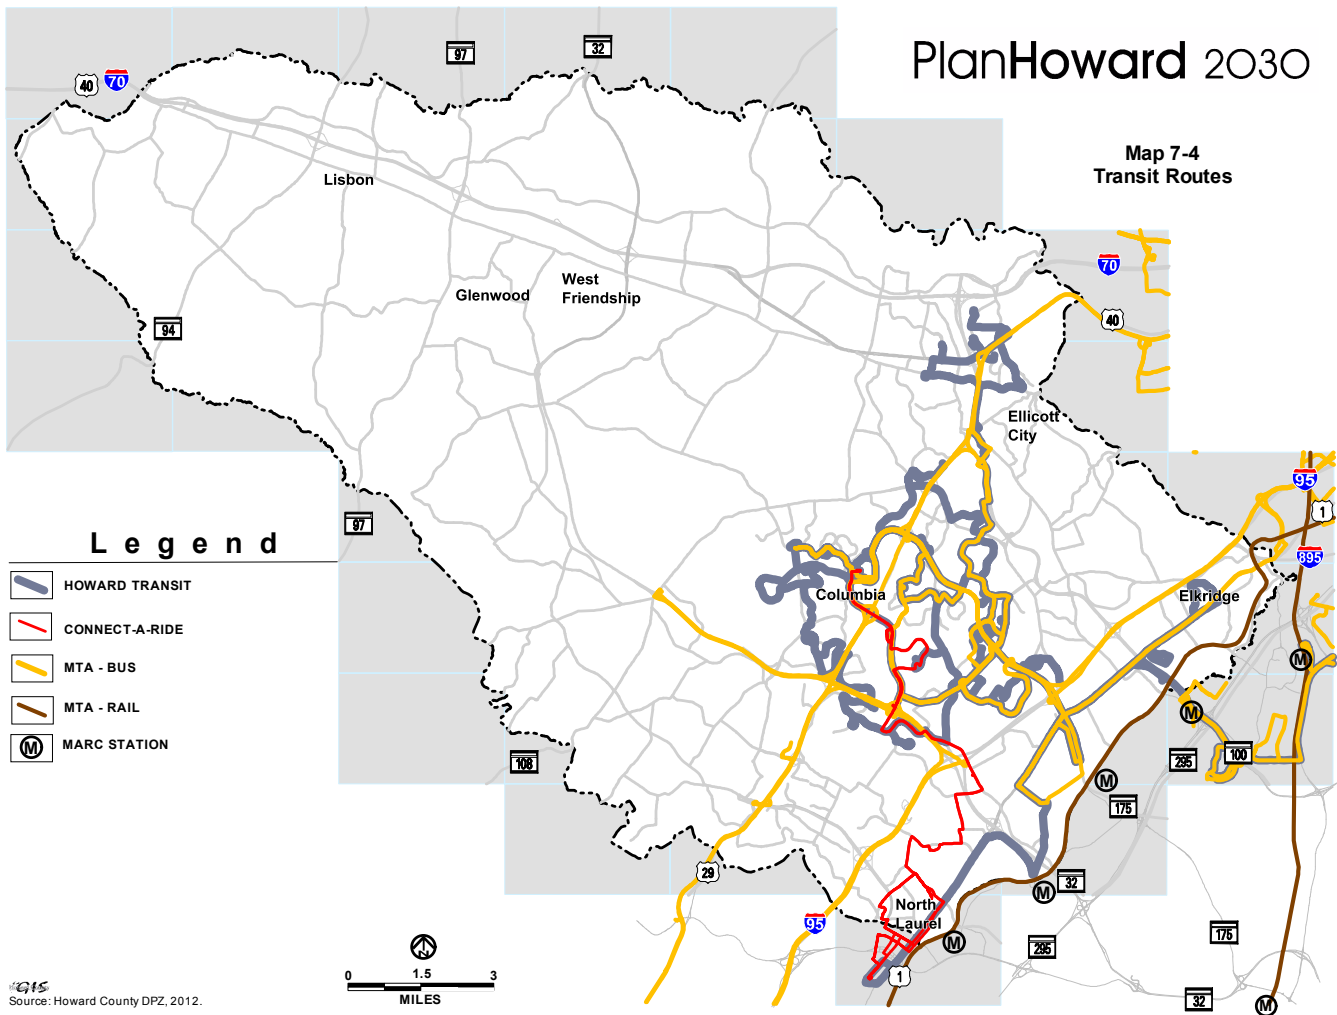 PlanHoward 2030
Map 7-4
Transit Routes
97
32
40
70
Lisbon
70
West
Friendship
Glenwood
40
94
Ellicott
City
95
1
97
895
Legend
HOWARD TRANSIT
CONNECT-A-RIDE
MTA - BUS
MTA - RAIL
M MARC STATION
Columbia
Elkridge
M
M
108
295
100
M
175
29
M
32
North
Laurel
95
175
M
295
1
32
M
0 1.5 3
MILES
GIS
Source: Howard County DPZ, 2012.